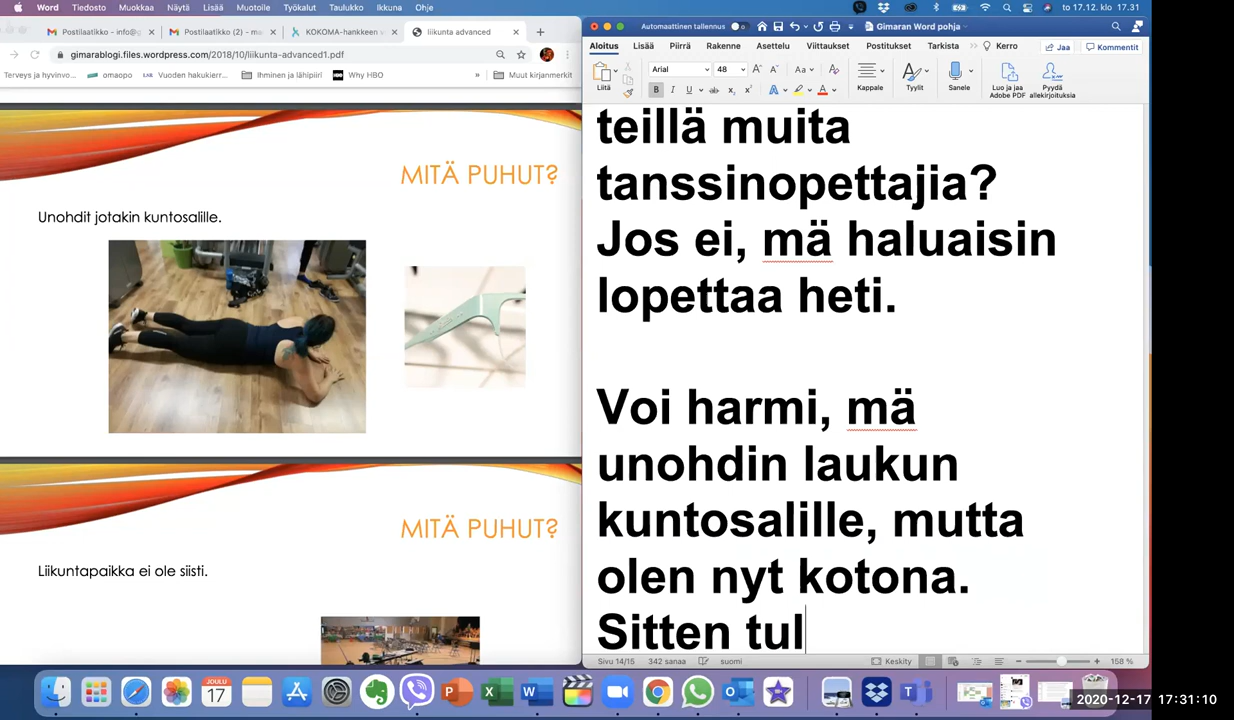 Word Tiedosto Muokkaa Näytä Lisää Muotoile Työkalut Taulukko Ikkuna Ohje
to 17.12. klo 17.31
Postilaatikko - info@g
Postilaatikko (2) - ma
KOKOMA-hankkeen v
liikunta advanced
gimarablogi.files.wordpress.com/2018/10/liikunta-advanced1.pdf
Terveys ja hyvinvo...
omaopo
Vuoden hakukierr...
Ihminen ja lähipiiri
Why HBO
Muut kirjanmerkit
MITÄ PUHUT?
Unohdit jotakin kuntosalille.
MITÄ PUHUT?
Liikuntapaikka ei ole siisti.
Automaattinen tallennus
Gimaran Word pohja
Aloitus Lisää Piirrä Rakenne Asettelu Viittaukset Postitukset Tarkista Kerro
Jaa
Kommentit
Liitä
Arial
48
Kappale
Tyylit
Sanele
Luo ja jaa Adobe PDF
Pyydä allekirjoituksia
teillä muita
tanssinopettajia?
Jos ei, mä haluaisin
lopettaa heti.
Voi harmi, mä
unohdin laukun
kuntosalille, mutta
olen nyt kotona.
Sitten tul
Sivu 14/15 342 sanaa suomi
Keskity
158 %
JOULU
17
2020-12-17 17:31:10